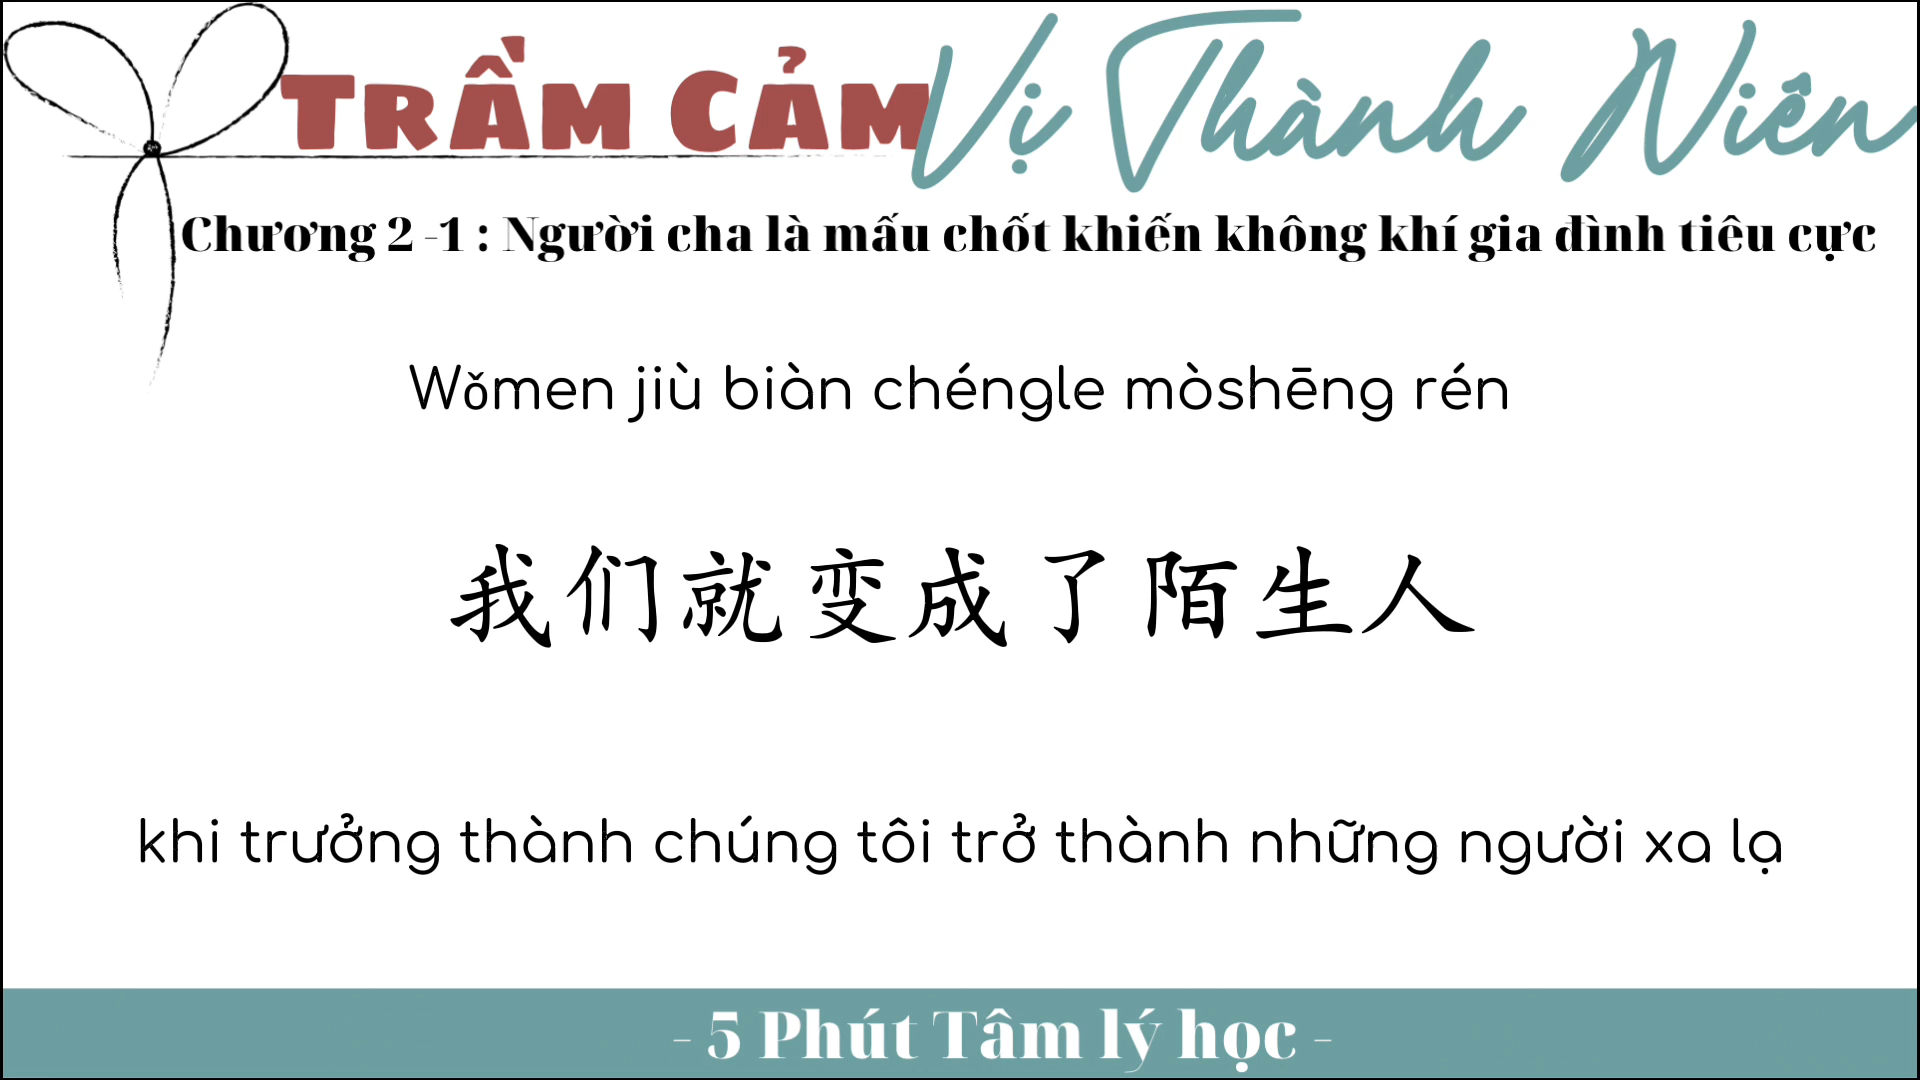 Trầm Cảm Vị Thành Niên
Chương 2 -1 : Người cha là mấu chốt khiến không khí gia đình tiêu cực
Wǒmen jiù biàn chéngle mòshēng rén
我们就变成了陌生人
khi trưởng thành chúng tôi trở thành những người xa lạ
- 5 Phút Tâm lý học -